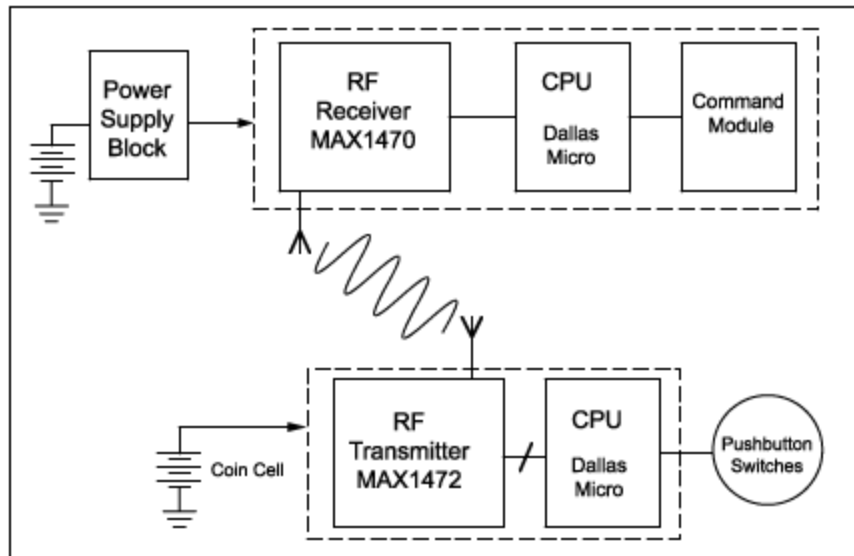 Power
Supply
Block
RF
Receiver
MAX1470
CPU
Dallas
Micro
Command
Module
RF
Transmitter
MAX1472
CPU
Dallas
Micro
Pushbutton
Switches
Coin Cell